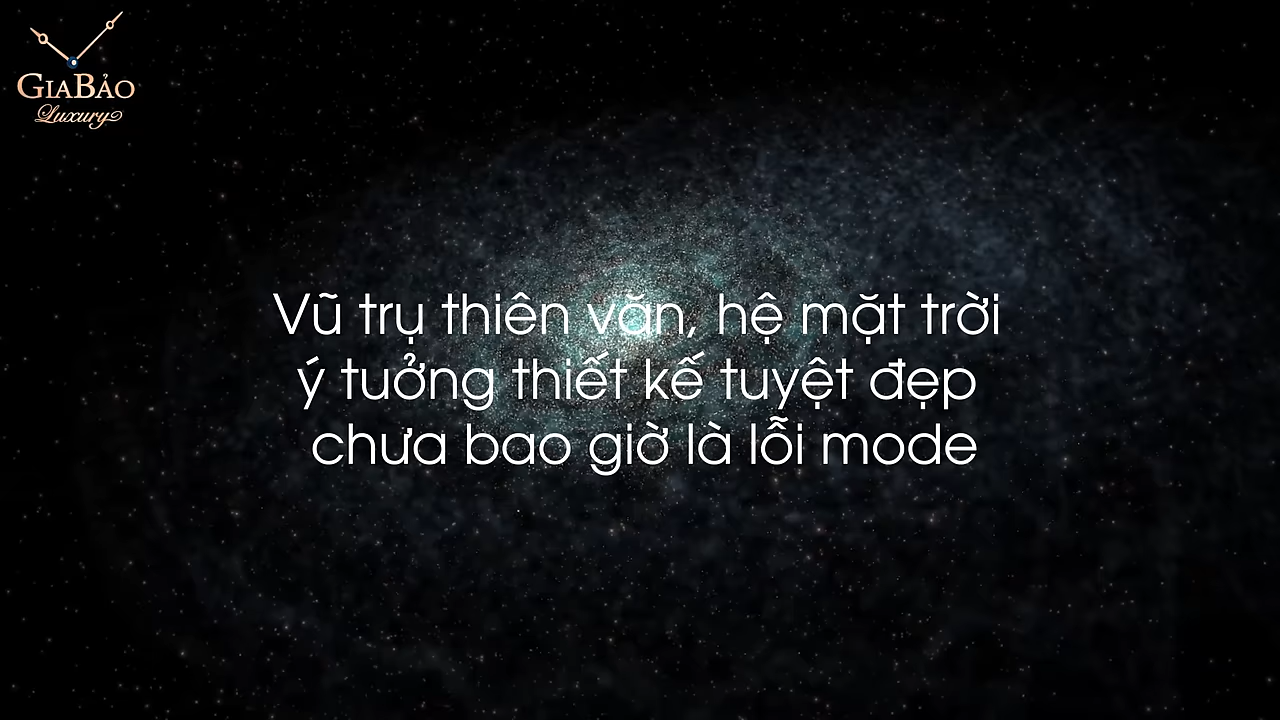 GIABẢO
Luxury
Vũ trụ thiên văn, hệ mặt trời
ý tưởng thiết kế tuyệt đẹp
chưa bao giờ là lỗi mode